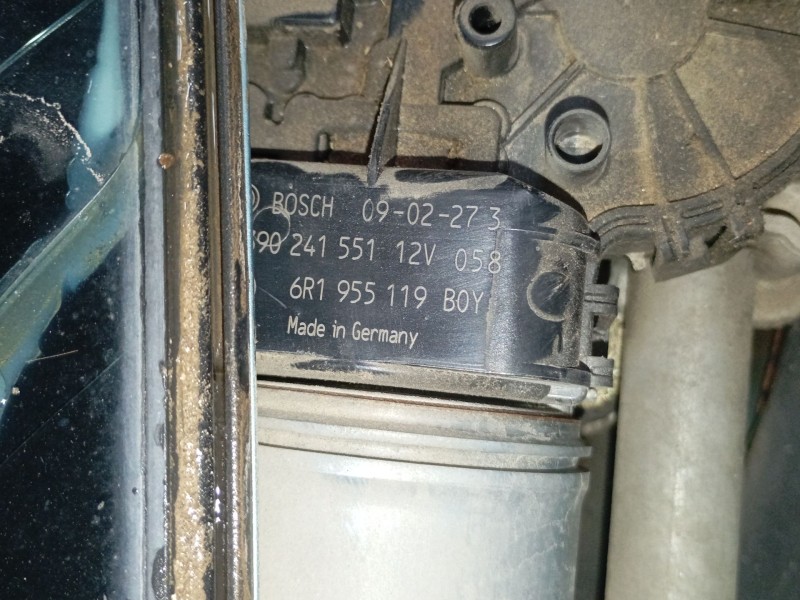 BOSCH 09-02-27 3
390 241 551 12V 058
6R1 955 119 B0Y
Made in Germany